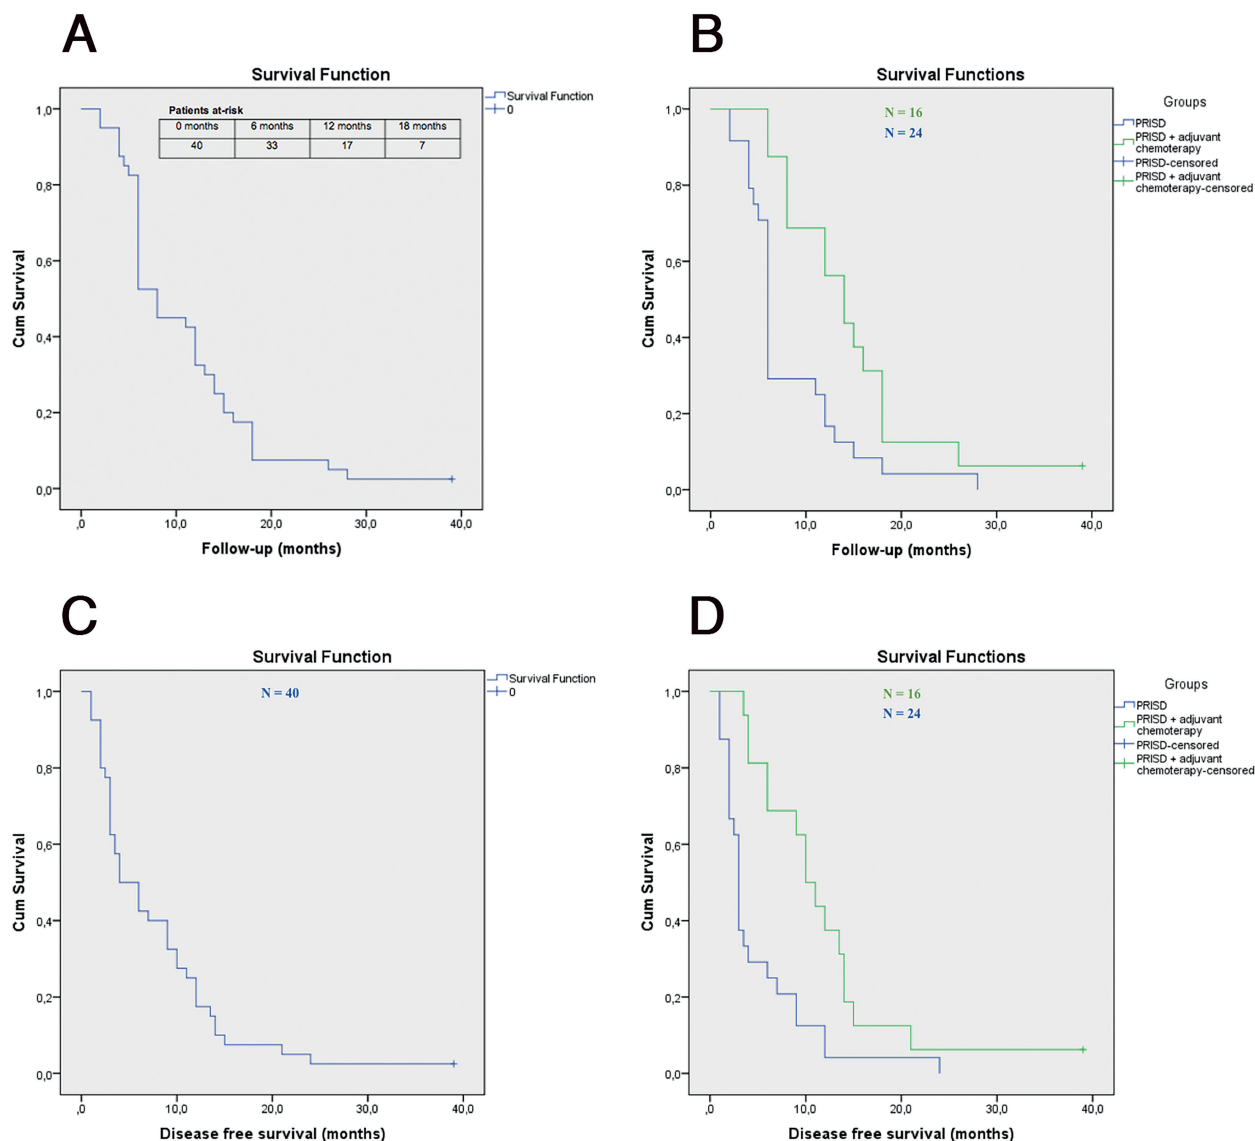 A
Survival Function
Survival Function
0
Patients at-risk
0 months 6 months 12 months 18 months
40 33 17 7
1,0
0,8
0,6
0,4
0,2
0,0
Cum Survival
,0 10,0 20,0 30,0 40,0
Follow-up (months)
B
Survival Functions
N = 16
N = 24
Groups
PRISD
PRISD + adjuvant
chemoterapy
PRISD-censored
PRISD + adjuvant
chemoterapy-censored
1,0
0,8
0,6
0,4
0,2
0,0
Cum Survival
,0 10,0 20,0 30,0 40,0
Follow-up (months)
C
Survival Function
Survival Function
0
N = 40
1,0
0,8
0,6
0,4
0,2
0,0
Cum Survival
,0 10,0 20,0 30,0 40,0
Disease free survival (months)
D
Survival Functions
N = 16
N = 24
Groups
PRISD
PRISD + adjuvant
chemoterapy
PRISD-censored
PRISD + adjuvant
chemoterapy-censored
1,0
0,8
0,6
0,4
0,2
0,0
Cum Survival
,0 10,0 20,0 30,0 40,0
Disease free survival (months)